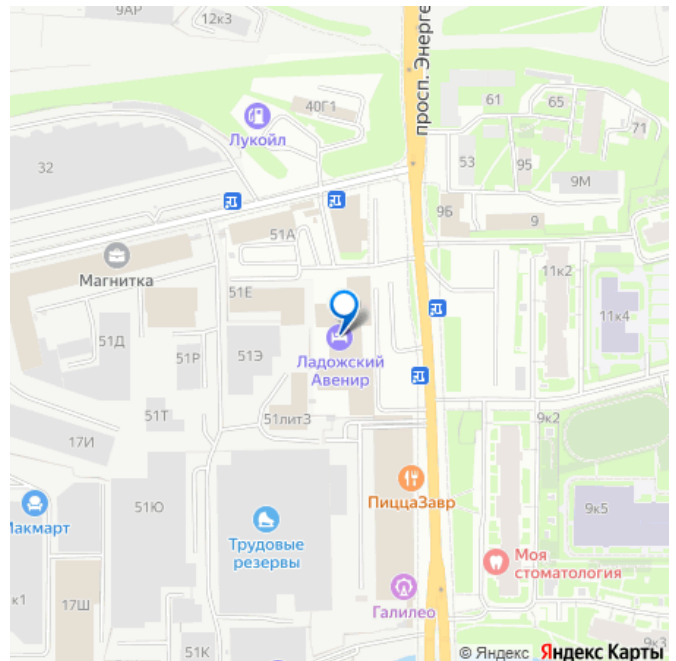 9АР
12к3
просп. Энерге
40Г1
Лукойл
61
65
71
32
53
95
9М
9Б
9
51А
Магнитка
11к2
51Е
11к4
51Д
51Р
51Э
Ладожский
Авенир
51Т
51литЗ
9к2
17И
ПиццаЗавр
51Ю
9к5
Макмарт
Трудовые
резервы
Моя
стоматология
к1
17Ш
Галилео
51К
9к3
© Яндекс Яндекс Карты